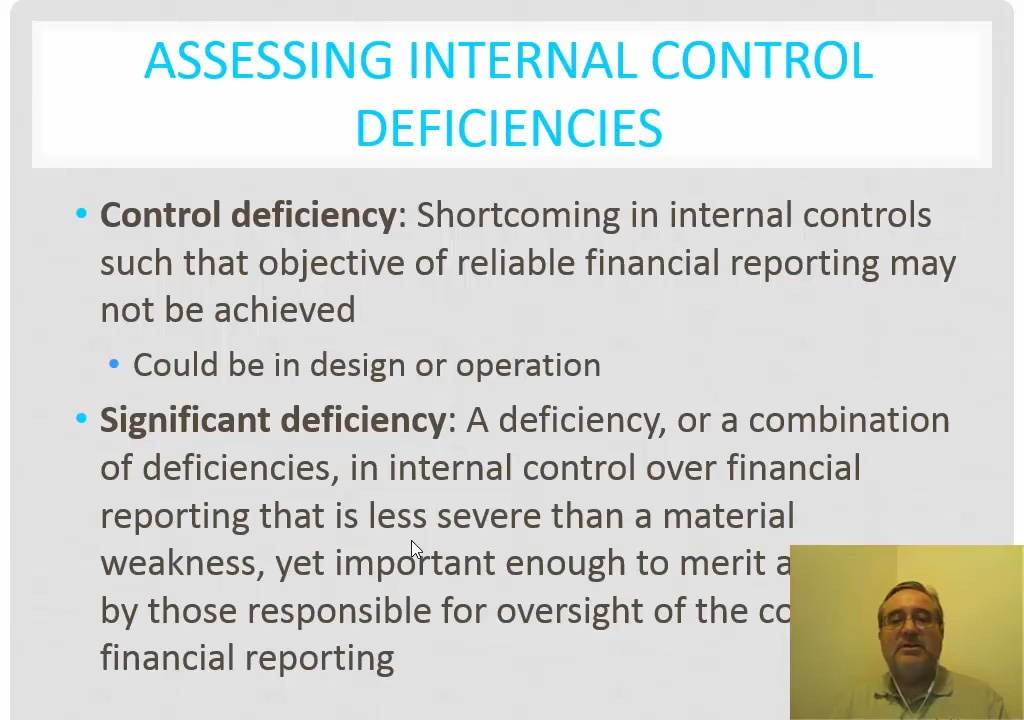 ASSESSING INTERNAL CONTROL
DEFICIENCIES
• Control deficiency: Shortcoming in internal controls
such that objective of reliable financial reporting may
not be achieved
• Could be in design or operation
• Significant deficiency: A deficiency, or a combination
of deficiencies, in internal control over financial
reporting that is less severe than a material
weakness, yet important enough to merit
by those responsible for oversight of the
financial reporting